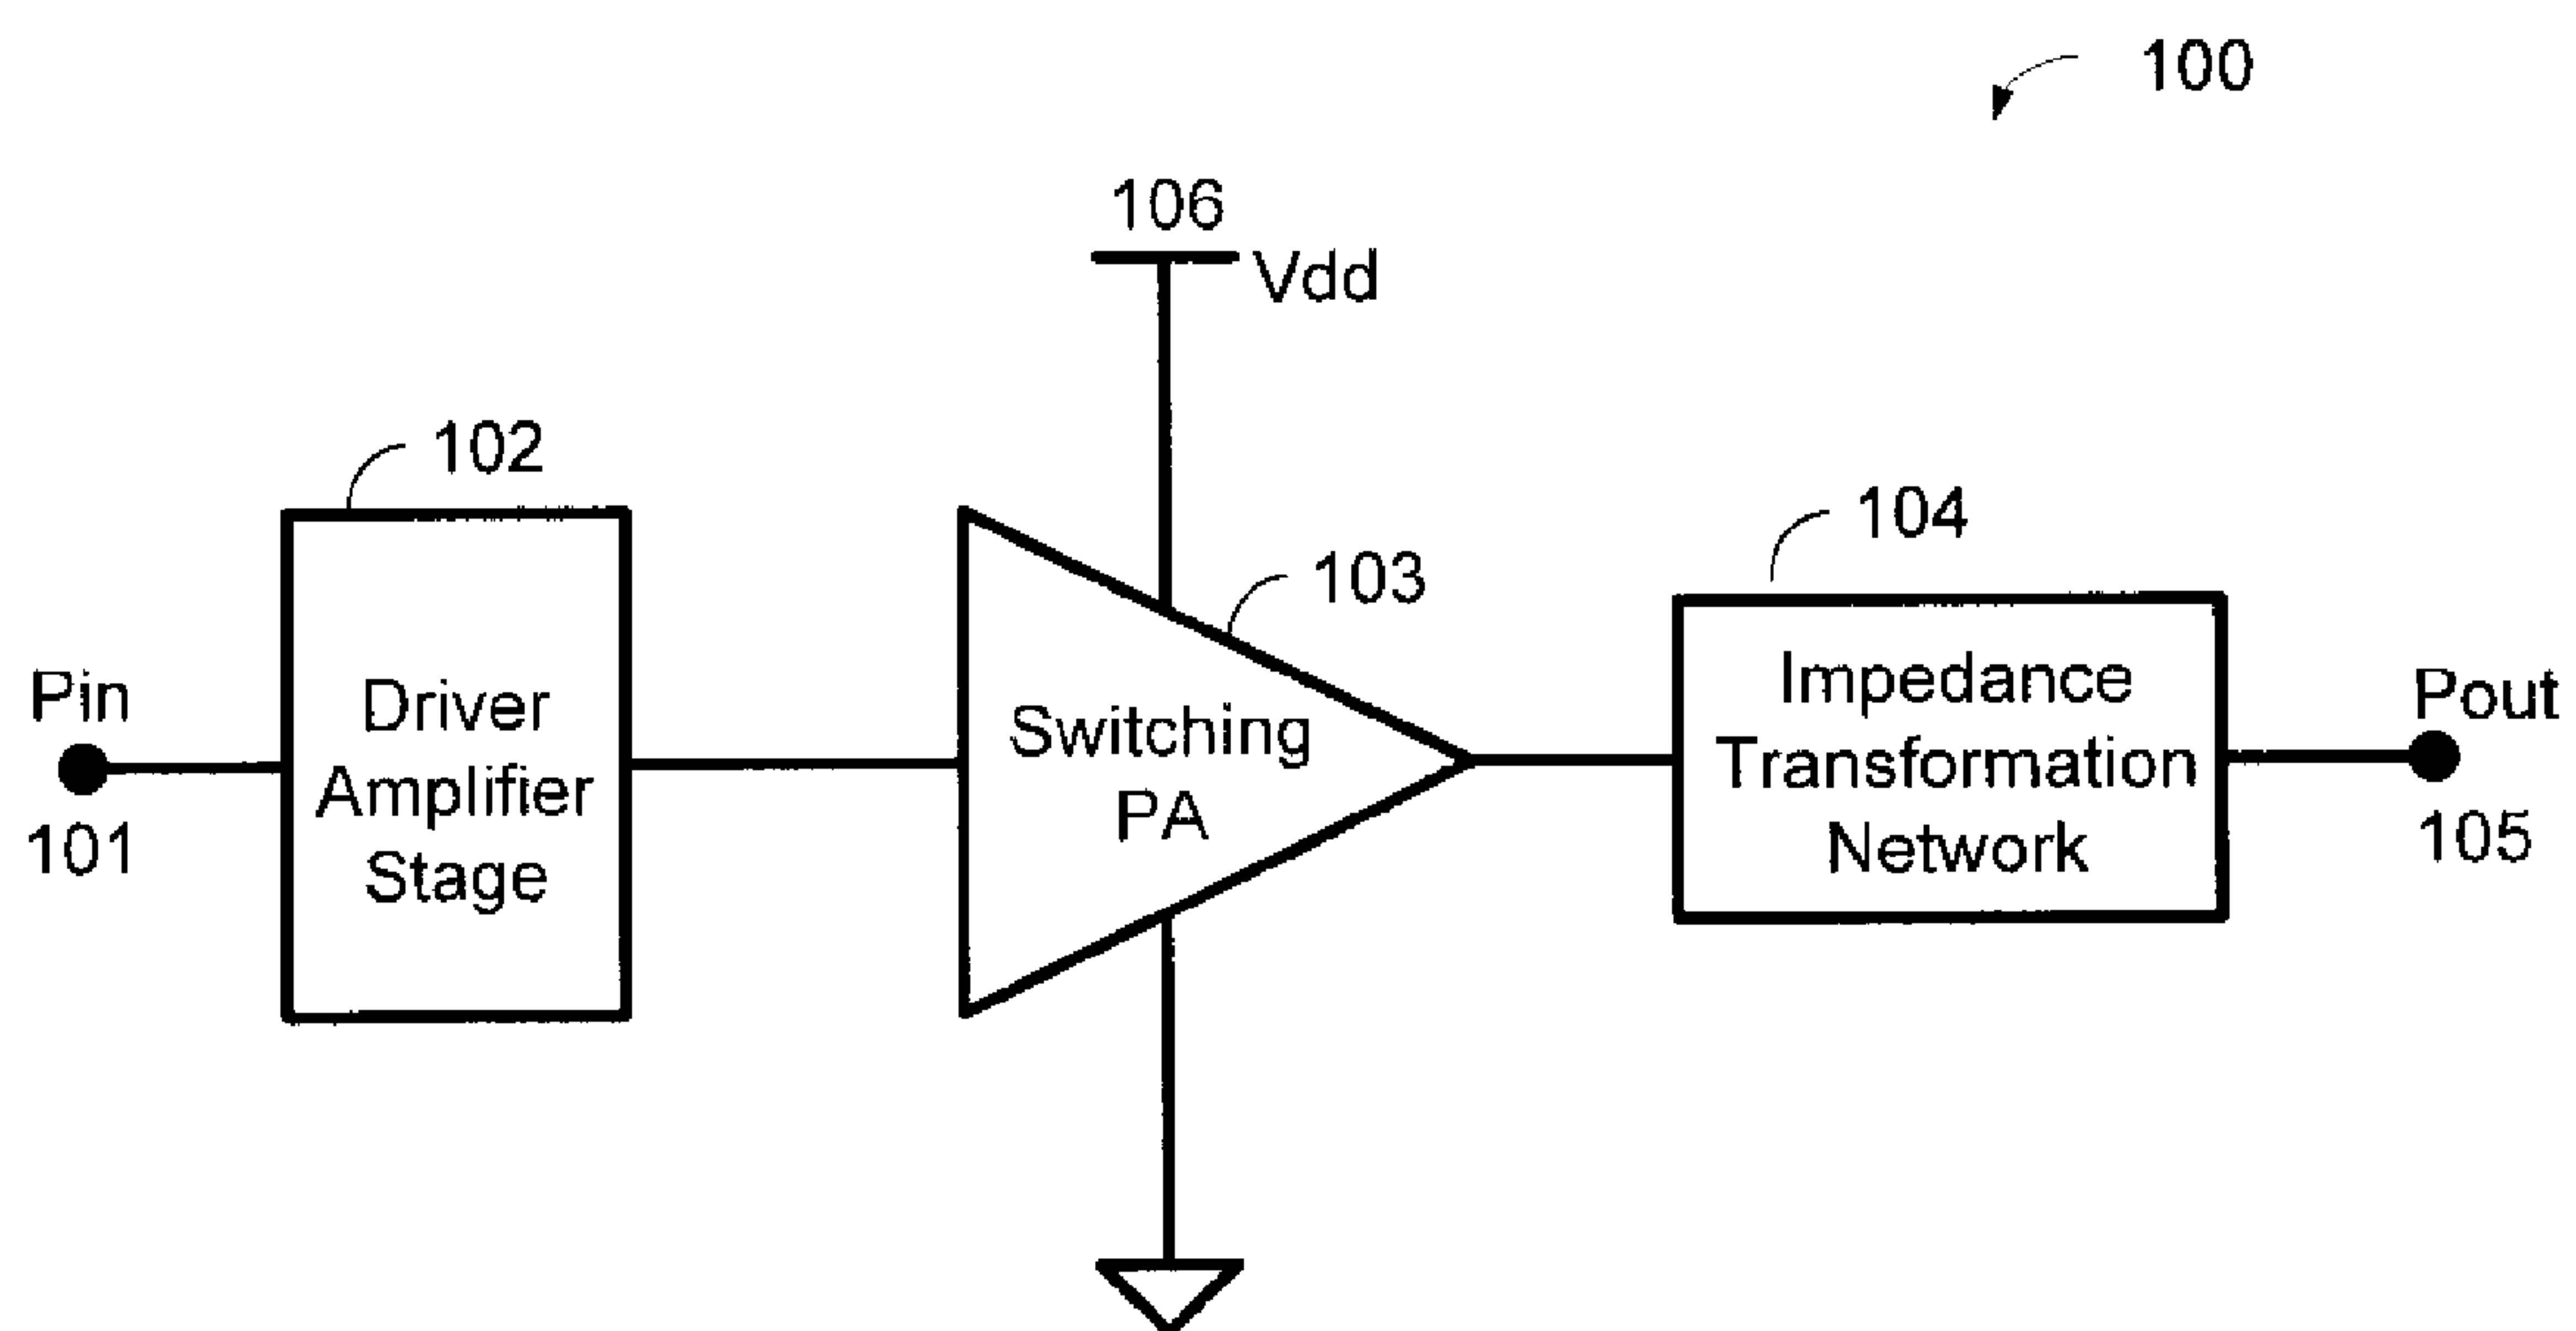 100
106
Vdd
102
104
103
Pin
Driver
Amplifier
Stage
101
Switching
PA
Impedance
Transformation
Network
Pout
105